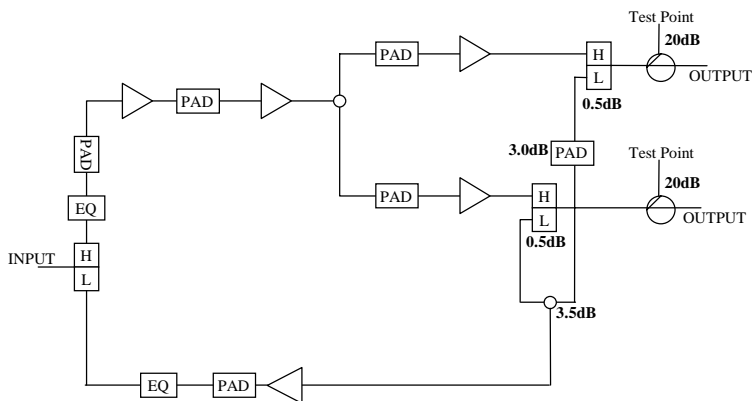 Test Point
20dB
PAD
H
L
OUTPUT
0.5dB
PAD
PAD
3.0dB
PAD
Test Point
20dB
EQ
PAD
H
L
OUTPUT
0.5dB
INPUT
H
L
3.5dB
EQ
PAD